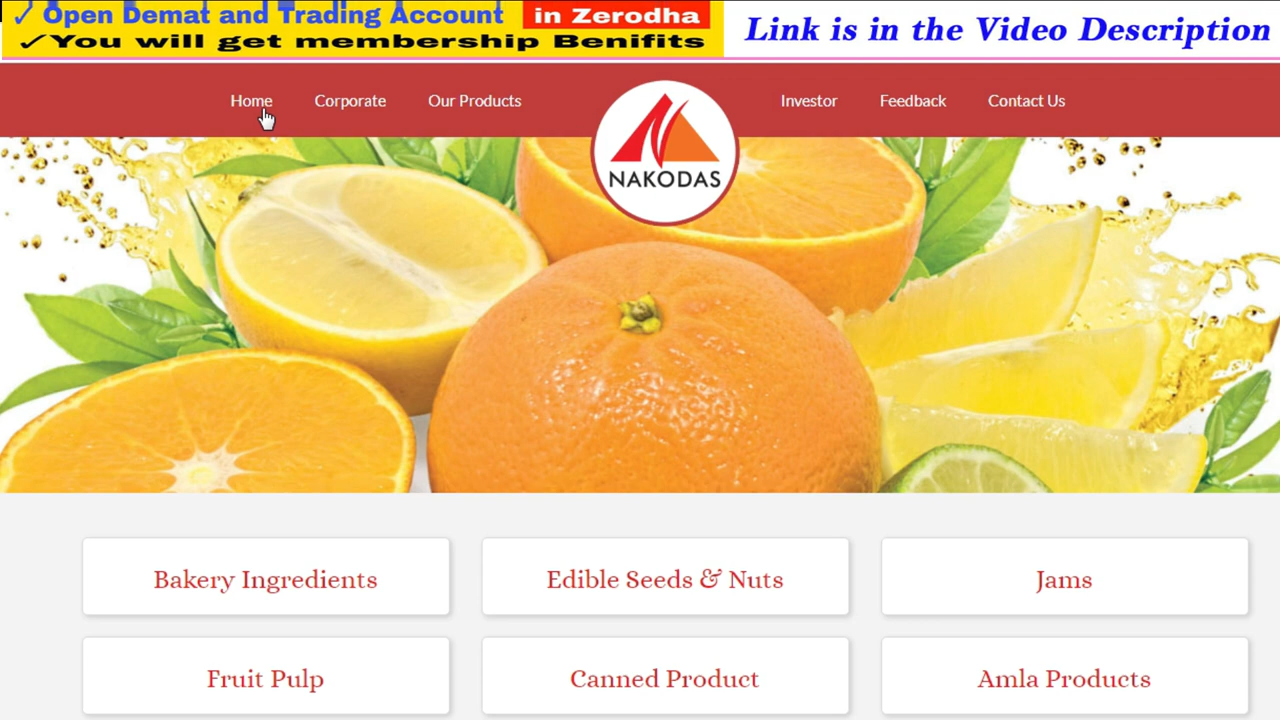 ✓ Open Demat and Trading Account in Zerodha
✓You will get membership Benifits
Link is in the Video Description
Home Corporate Our Products Investor Feedback Contact Us
NAKODAS
Bakery Ingredients Edible Seeds & Nuts Jams
Fruit Pulp Canned Product Amla Products